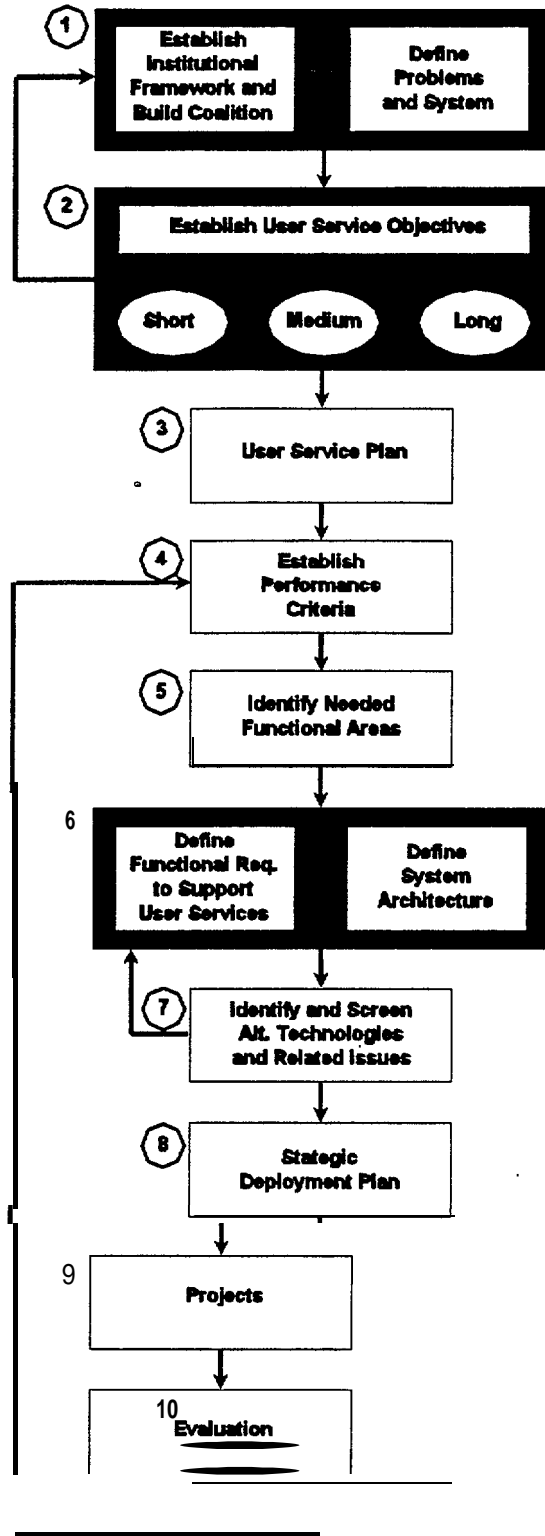 1
Establish
Institutional
Framework and
Build Coalition
Define
Problems
and System
2
Establish User Service Objectives
Short
Medium
Long
3
User Service Plan
4
Establish
Performance
Criteria
5
Identify Needed
Functional Areas
6
Define
Functional Req.
to Support
User Services
Define
System
Architecture
7
Identify and Screen
Alt. Technologies
and Related Issues
8
Stategic
Deployment Plan
9
Projects
10
Evaluation